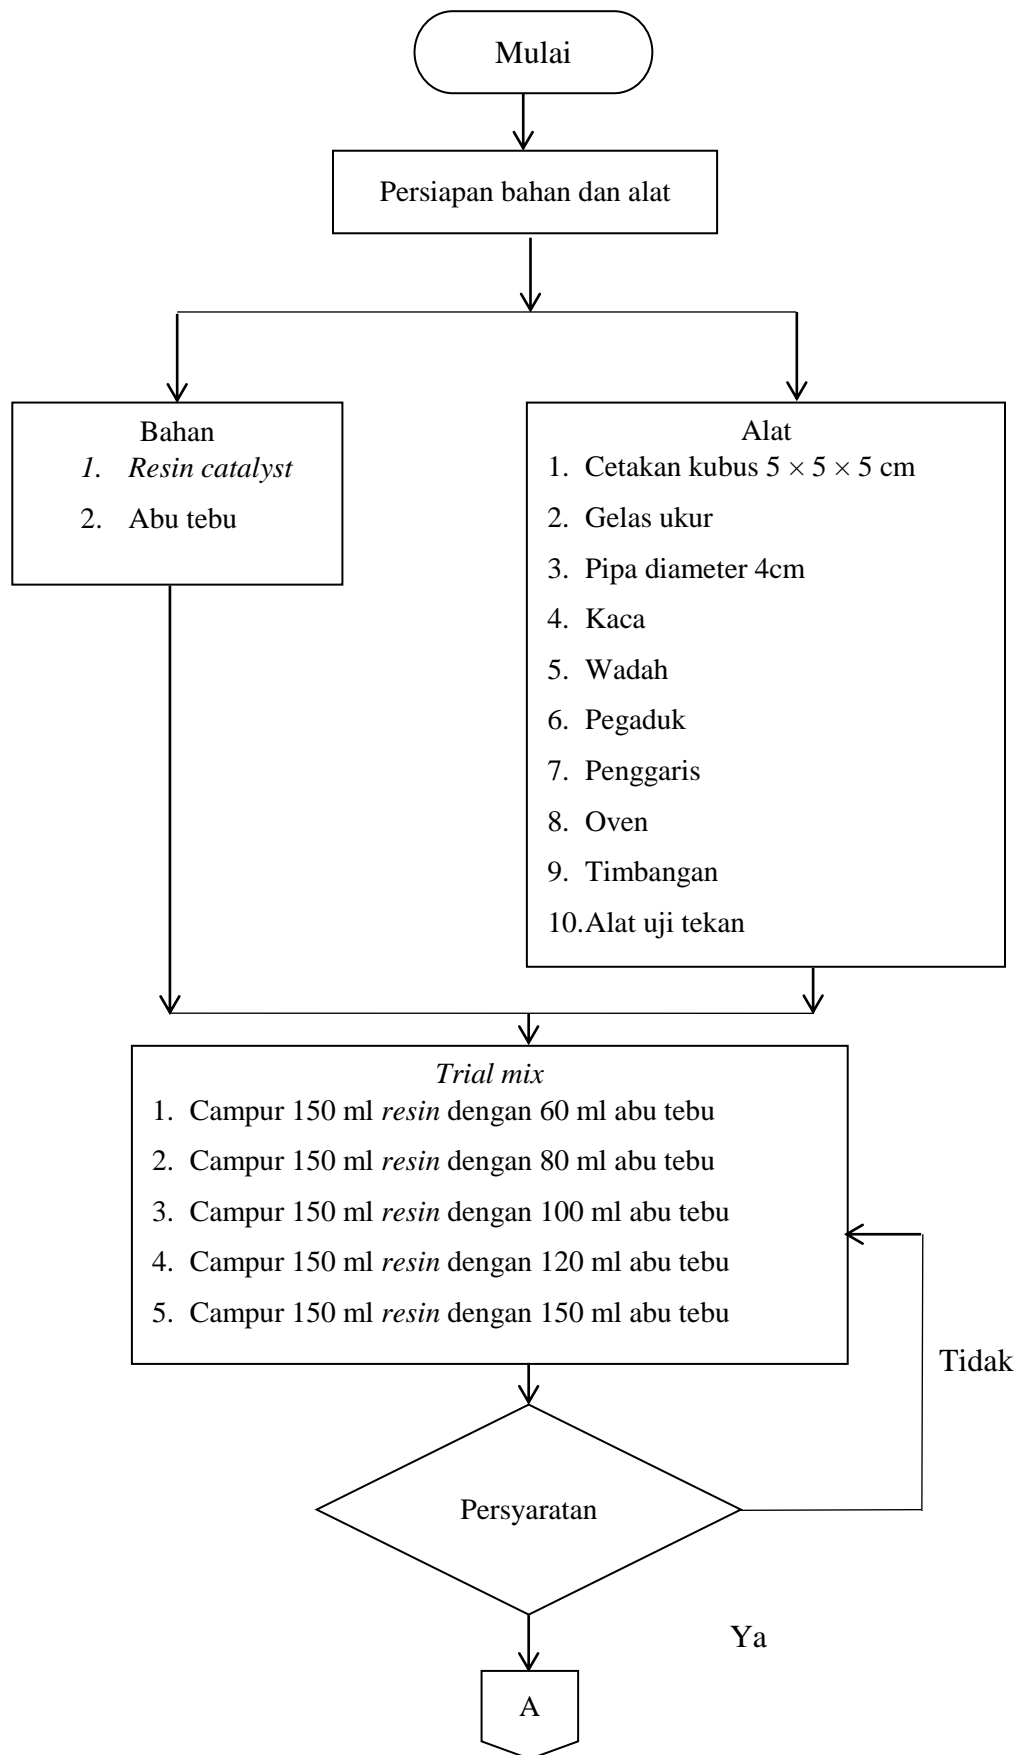 Mulai
Persiapan bahan dan alat
Bahan
1. Resin catalyst
2. Abu tebu
Alat
1. Cetakan kubus 5 × 5 × 5 cm
2. Gelas ukur
3. Pipa diameter 4cm
4. Kaca
5. Wadah
6. Pegaduk
7. Penggaris
8. Oven
9. Timbangan
10.Alat uji tekan
Trial mix
1. Campur 150 ml resin dengan 60 ml abu tebu
2. Campur 150 ml resin dengan 80 ml abu tebu
3. Campur 150 ml resin dengan 100 ml abu tebu
4. Campur 150 ml resin dengan 120 ml abu tebu
5. Campur 150 ml resin dengan 150 ml abu tebu
Tidak
Persyaratan
Ya
A